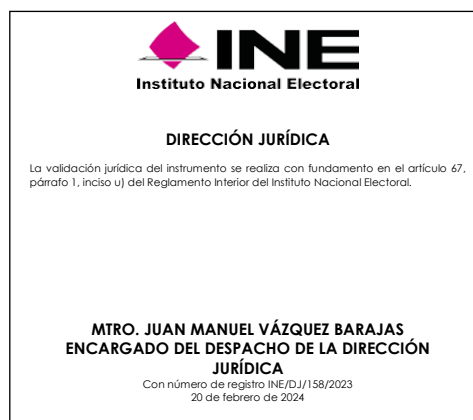 INE
Instituto Nacional Electoral
DIRECCIÓN JURÍDICA
La validación jurídica del instrumento se realiza con fundamento en el artículo 67,
párrafo 1, inciso u) del Reglamento Interior del Instituto Nacional Electoral.
MTRO. JUAN MANUEL VÁZQUEZ BARAJAS
ENCARGADO DEL DESPACHO DE LA DIRECCIÓN
JURÍDICA
Con número de registro INE/DJ/158/2023
20 de febrero de 2024